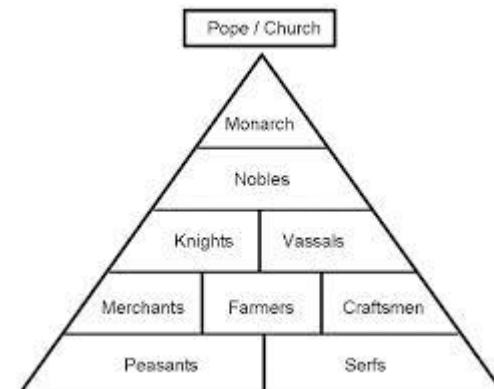 Pope / Church
Monarch
Nobles
Knights Vassals
Merchants Farmers Craftsmen
Peasants Serfs